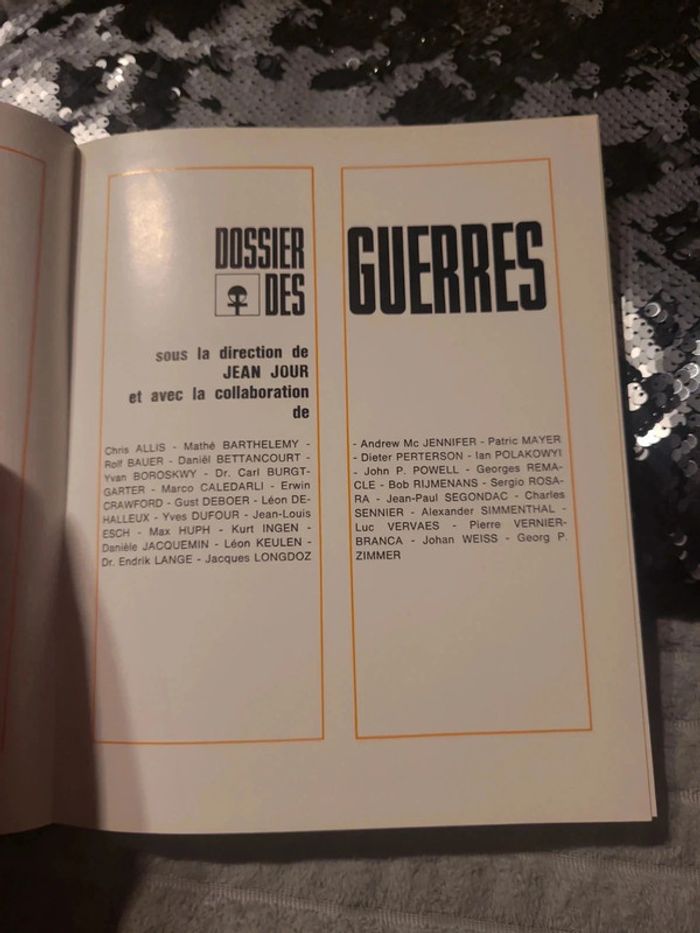 DOSSIER
DES
GUERRES
sous la direction de
JEAN JOUR
et avec la collaboration
de
Chris ALLIS - Mathé BARTHELEMY -
Rolf BAUER - Daniël BETTANCOURT -
Yvan BOROSKWY - Dr. Carl BURGT-
GARTER - Marco CALEDARLI - Erwin
CRAWFORD - Gust DEBOER - Léon DE-
HALLEUX - Yves DUFOUR - Jean-Louis
ESCH - Max HUPH - Kurt INGEN -
Danièle JACQUEMIN - Léon KEULEN -
Dr. Endrik LANGE - Jacques LONGDOZ
- Andrew Mc JENNIFER - Patric MAYER
- Dieter PERTERSON - Ian POLAKOWYI
- John P. POWELL - Georges REMA-
CLE - Bob RIJMENANS - Sergio ROSA-
RA - Jean-Paul SEGONDAC - Charles
SENNIER - Alexander SIMMENTHAL -
Luc VERVAES - Pierre VERNIER-
BRANCA - Johan WEISS - Georg P.
ZIMMER